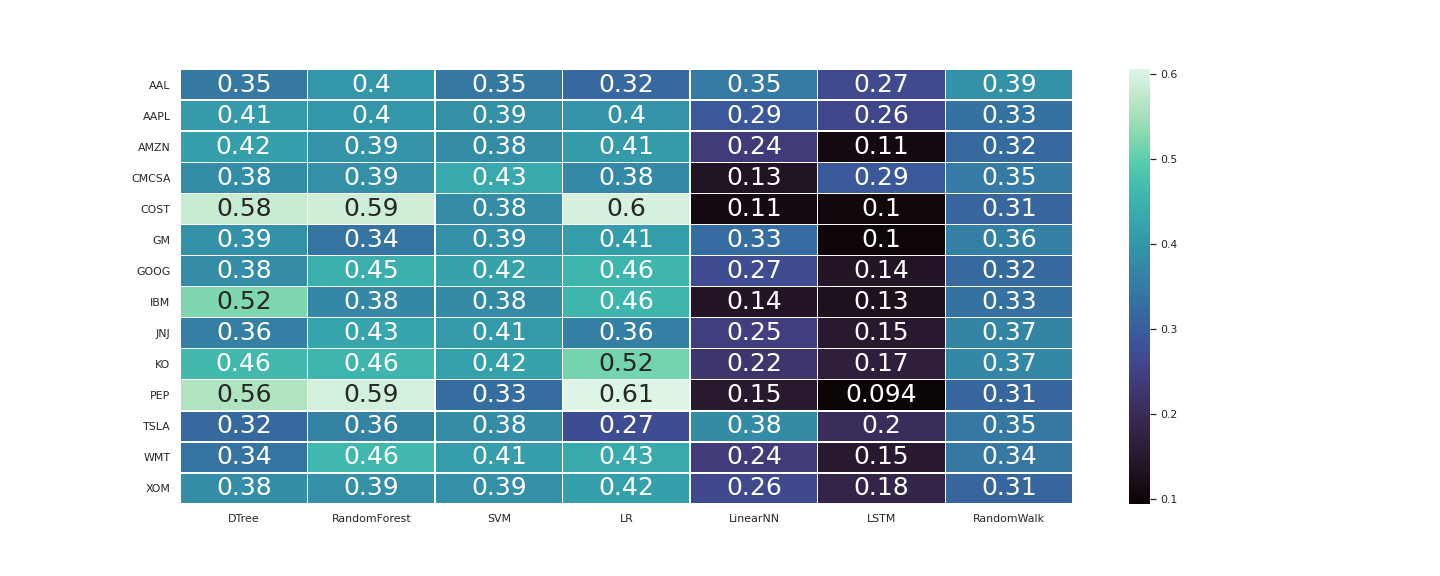 AAL 0.35 0.4 0.35 0.32 0.35 0.27 0.39 0.6
AAPL 0.41 0.4 0.39 0.4 0.29 0.26 0.33
AMZN 0.42 0.39 0.38 0.41 0.24 0.11 0.32 0.5
CMCSA 0.38 0.39 0.43 0.38 0.13 0.29 0.35
COST 0.58 0.59 0.38 0.6 0.11 0.1 0.31
GM 0.39 0.34 0.39 0.41 0.33 0.1 0.36 0.4
GOOG 0.38 0.45 0.42 0.46 0.27 0.14 0.32
IBM 0.52 0.38 0.38 0.46 0.14 0.13 0.33
JNJ 0.36 0.43 0.41 0.36 0.25 0.15 0.37 0.3
KO 0.46 0.46 0.42 0.52 0.22 0.17 0.37
PEP 0.56 0.59 0.33 0.61 0.15 0.094 0.31
TSLA 0.32 0.36 0.38 0.27 0.38 0.2 0.35 0.2
WMT 0.34 0.46 0.41 0.43 0.24 0.15 0.34
XOM 0.38 0.39 0.39 0.42 0.26 0.18 0.31 0.1
DTree RandomForest SVM LR LinearNN LSTM RandomWalk